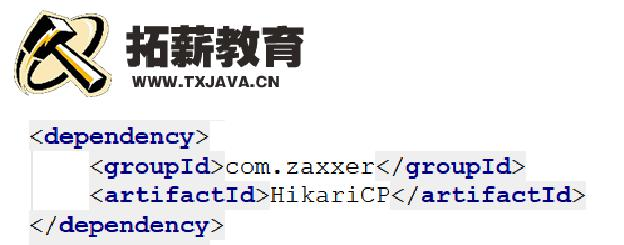 拓薪教育
WWW.TXJAVA.CN
<dependency>
    <groupId>com.zaxxer</groupId>
    <artifactId>HikariCP</artifactId>
</dependency>